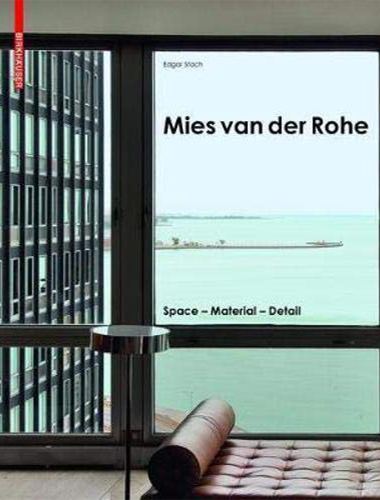 BIRKHÄUSER
Edgar Stach
Mies van der Rohe
Space – Material – Detail